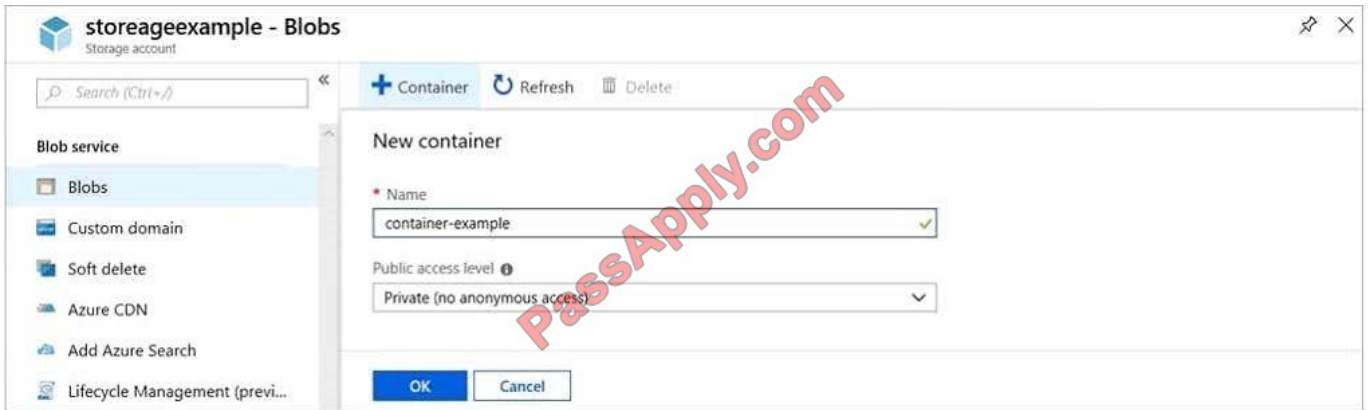 storeageexample - Blobs
Storage account
Search (Ctrl+/)
«
Container
Refresh
Delete
Blob service
Blobs
Custom domain
Soft delete
Azure CDN
Add Azure Search
Lifecycle Management (previ...
New container
* Name
container-example
Public access level
Private (no anonymous access)
OK
Cancel
PassApply.com